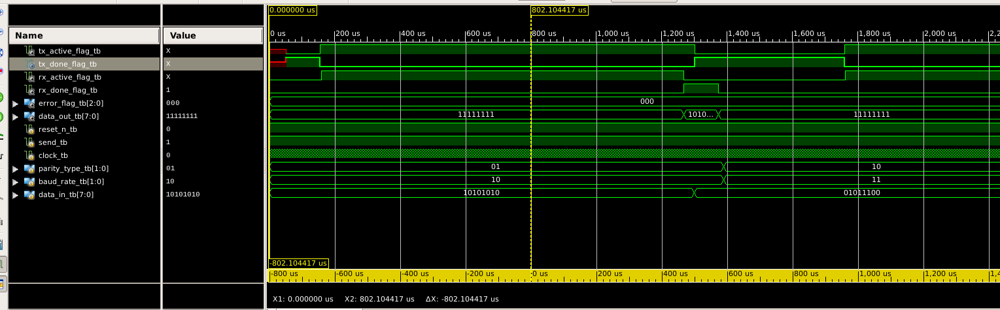 0.000000 us 802.104417 us
Name Value
0 us 200 us 400 us 600 us 800 us 1,000 us 1,200 us 1,400 us 1,600 us 1,800 us 2,000 us 2,2
tx_active_flag_tb X
tx_done_flag_tb X
rx_active_flag_tb X
rx_done_flag_tb 1
error_flag_tb[2:0] 000 000
data_out_tb[7:0] 11111111 11111111 1010... 11111111
reset_n_tb 0
send_tb 1
clock_tb 0
parity_type_tb[1:0] 01 01 10
baud_rate_tb[1:0] 10 10 11
data_in_tb[7:0] 10101010 10101010 01011100
-802.104417 us
-800 us -600 us -400 us -200 us 0 us 200 us 400 us 600 us 800 us 1,000 us 1,200 us 1,4
X1: 0.000000 us X2: 802.104417 us ΔX: -802.104417 us